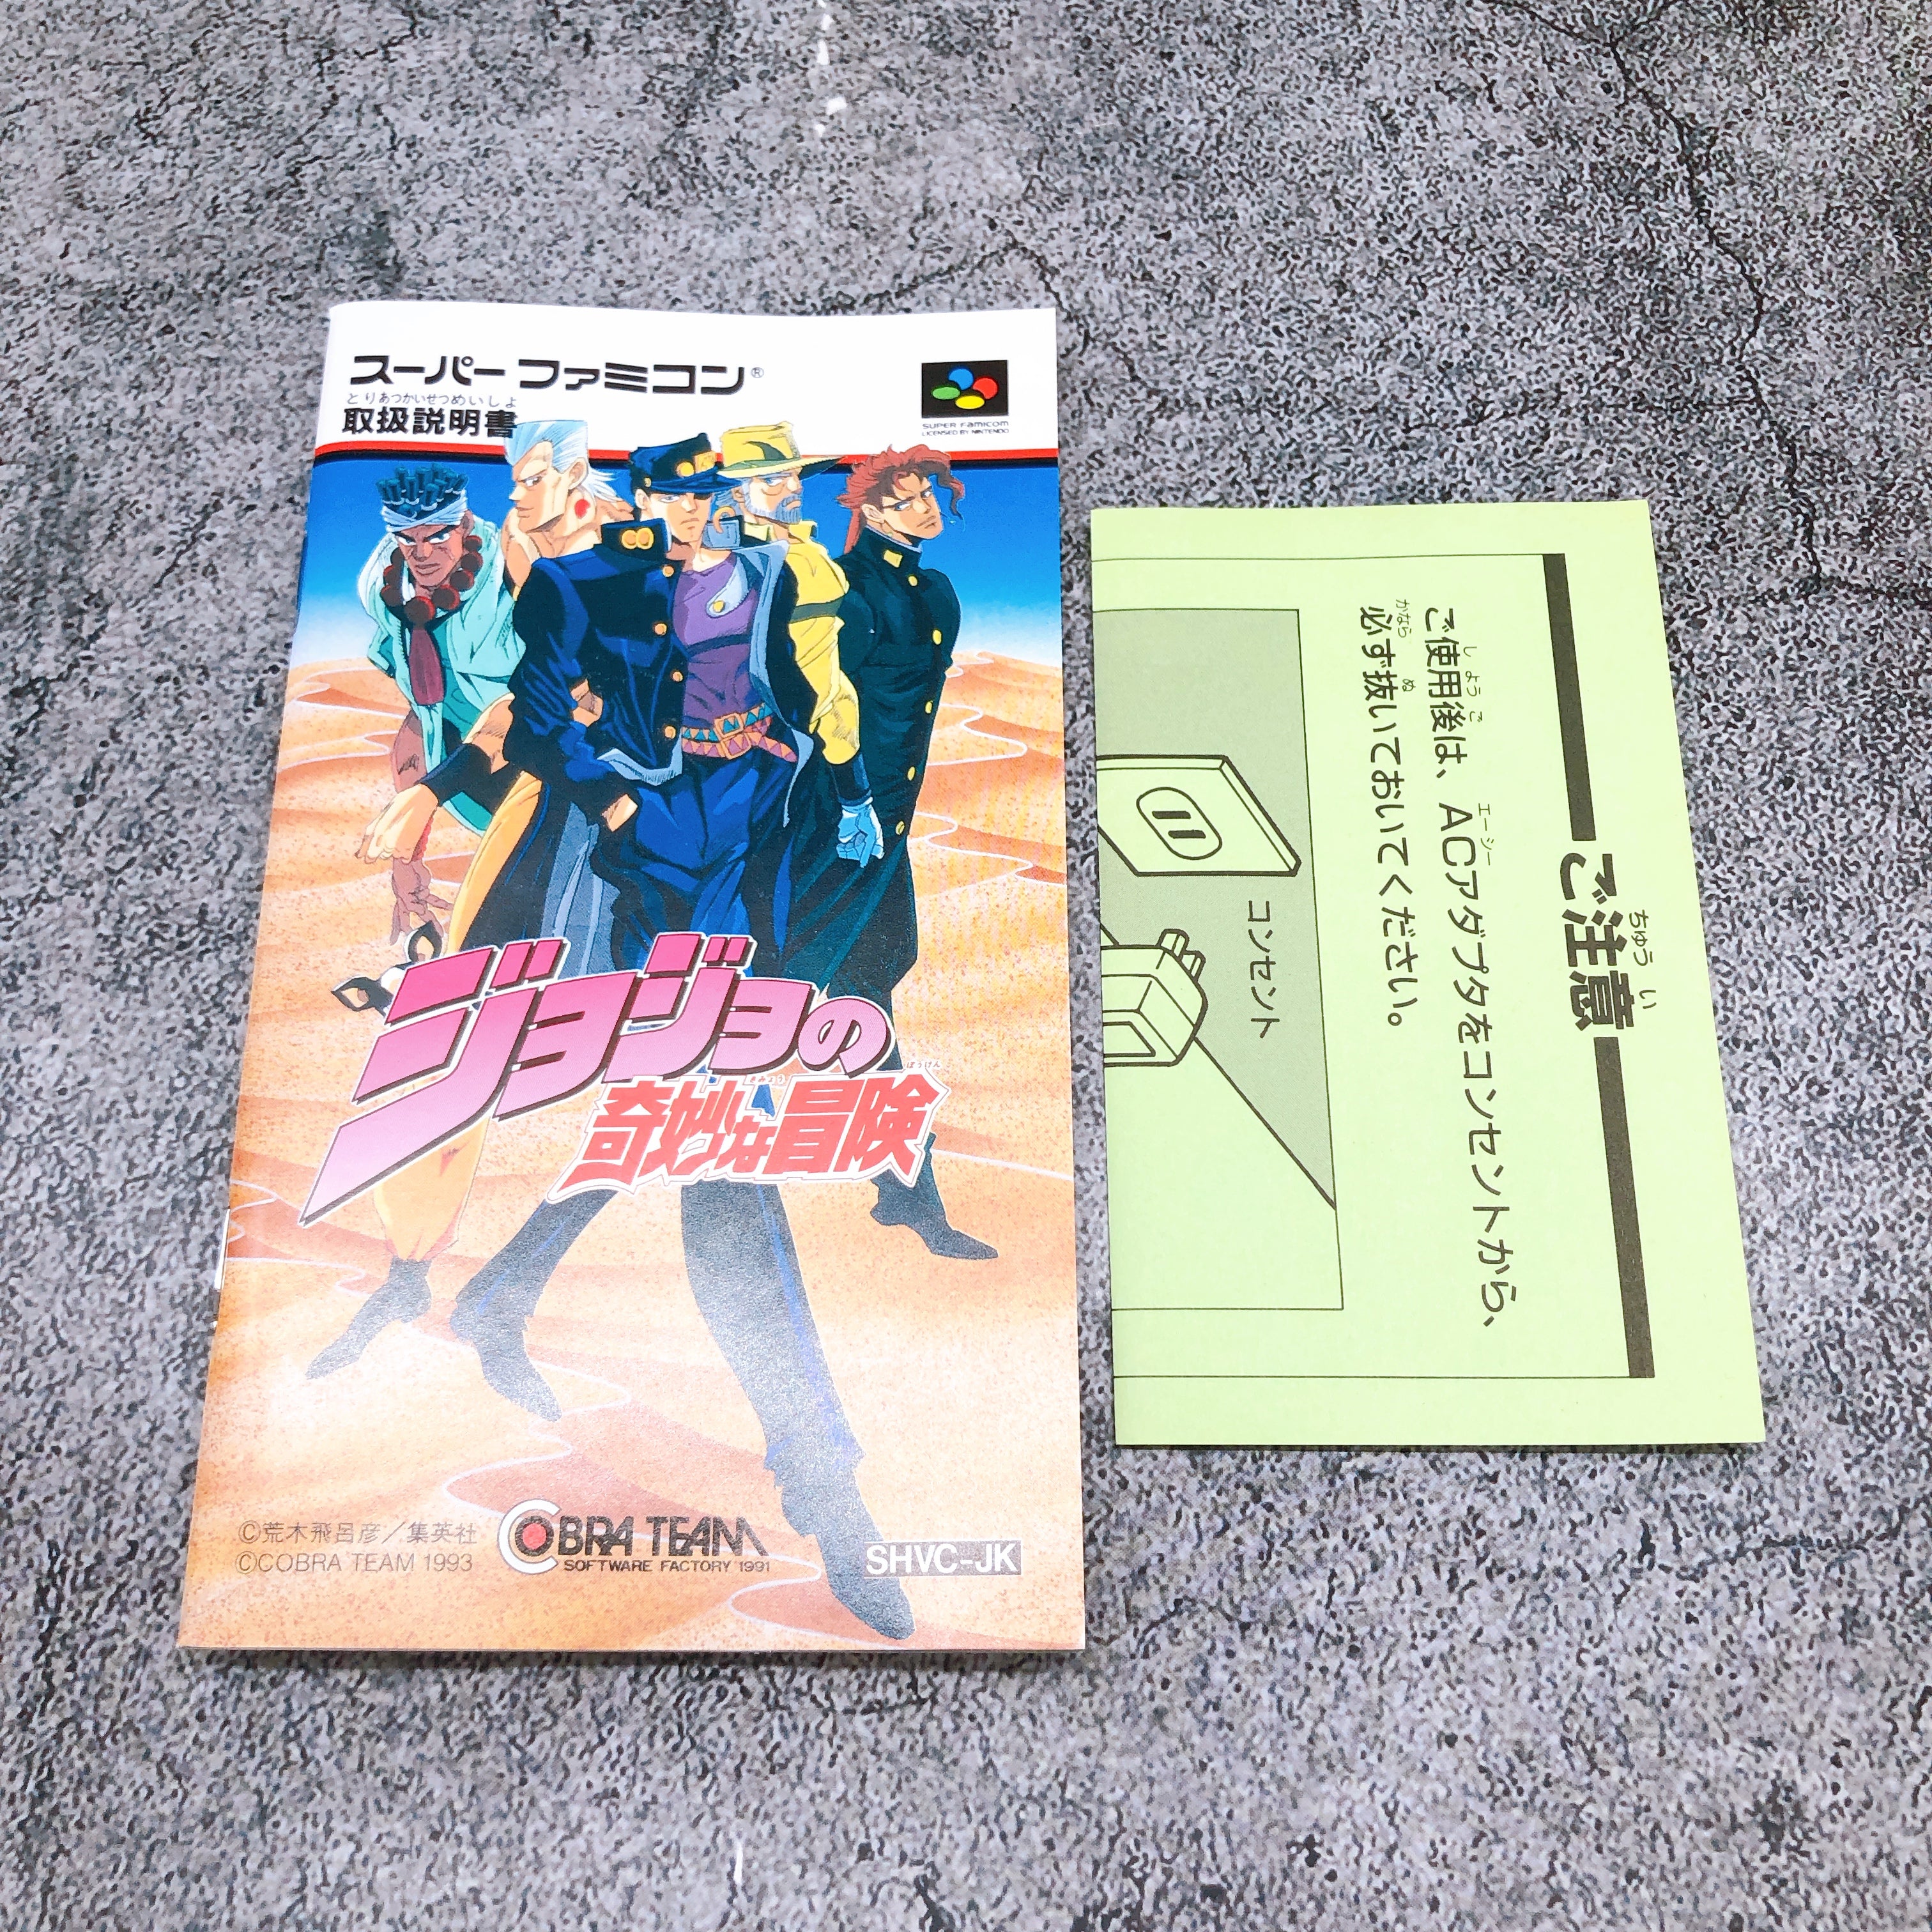 スーパーファミコン®
とりあつかいせつめいしょ
取扱説明書
SUPER FAMICOM
LICENSED BY NINTENDO
ジョジョの
きみょう ぼうけん
奇妙な冒険
©荒木飛呂彦／集英社
©COBRA TEAM 1993
COBRA TEAM
SOFTWARE FACTORY 1991
SHVC-JK
ちゅうい
ご注意
しようご エーシー
ご使用後は、ACアダプタをコンセントから、
かなら ぬ
必ず抜いておいてください。
コンセント